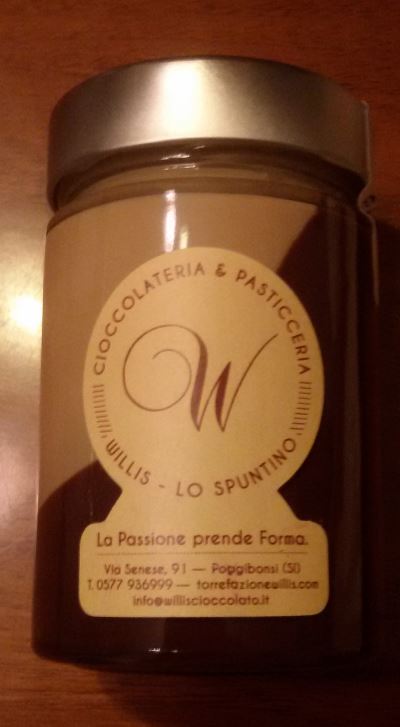 CIOCCOLATERIA & PASTICCERIA
W
WILLIS - LO SPUNTINO
La Passione prende Forma.
Via Senese, 91 — Poggibonsi (SI)
T. 0577 936999 — torrefazionewillis.com
info@williscioccolato.it